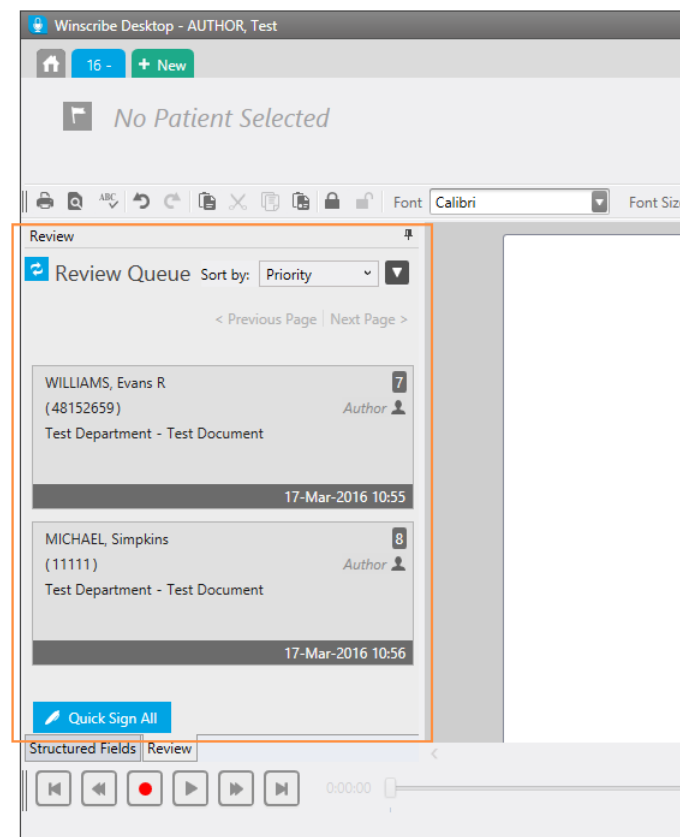 Winscribe Desktop - AUTHOR, Test
16 - + New
No Patient Selected
ABC Font Calibri
Review
Review Queue Sort by: Priority
< Previous Page Next Page >
WILLIAMS, Evans R 7
(48152659) Author
Test Department - Test Document
17-Mar-2016 10:55
MICHAEL, Simpkins 8
(11111) Author
Test Department - Test Document
17-Mar-2016 10:56
Quick Sign All
Structured Fields Review
0:00:00